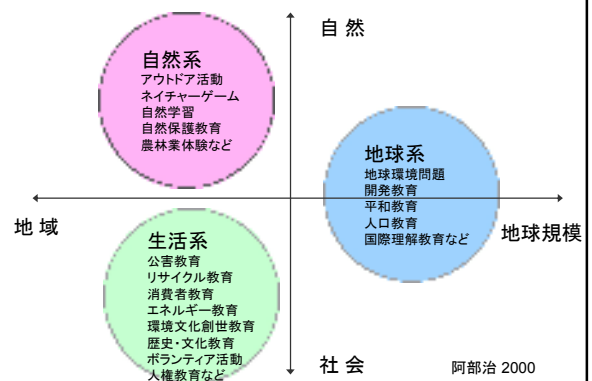 自然
自然系
アウトドア活動
ネイチャーゲーム
自然学習
自然保護教育
農林業体験など
地球系
地球環境問題
開発教育
平和教育
人口教育
国際理解教育など
地域
地球規模
生活系
公害教育
リサイクル教育
消費者教育
エネルギー教育
環境文化創世教育
歴史・文化教育
ボランティア活動
人権教育など
社会
阿部治 2000